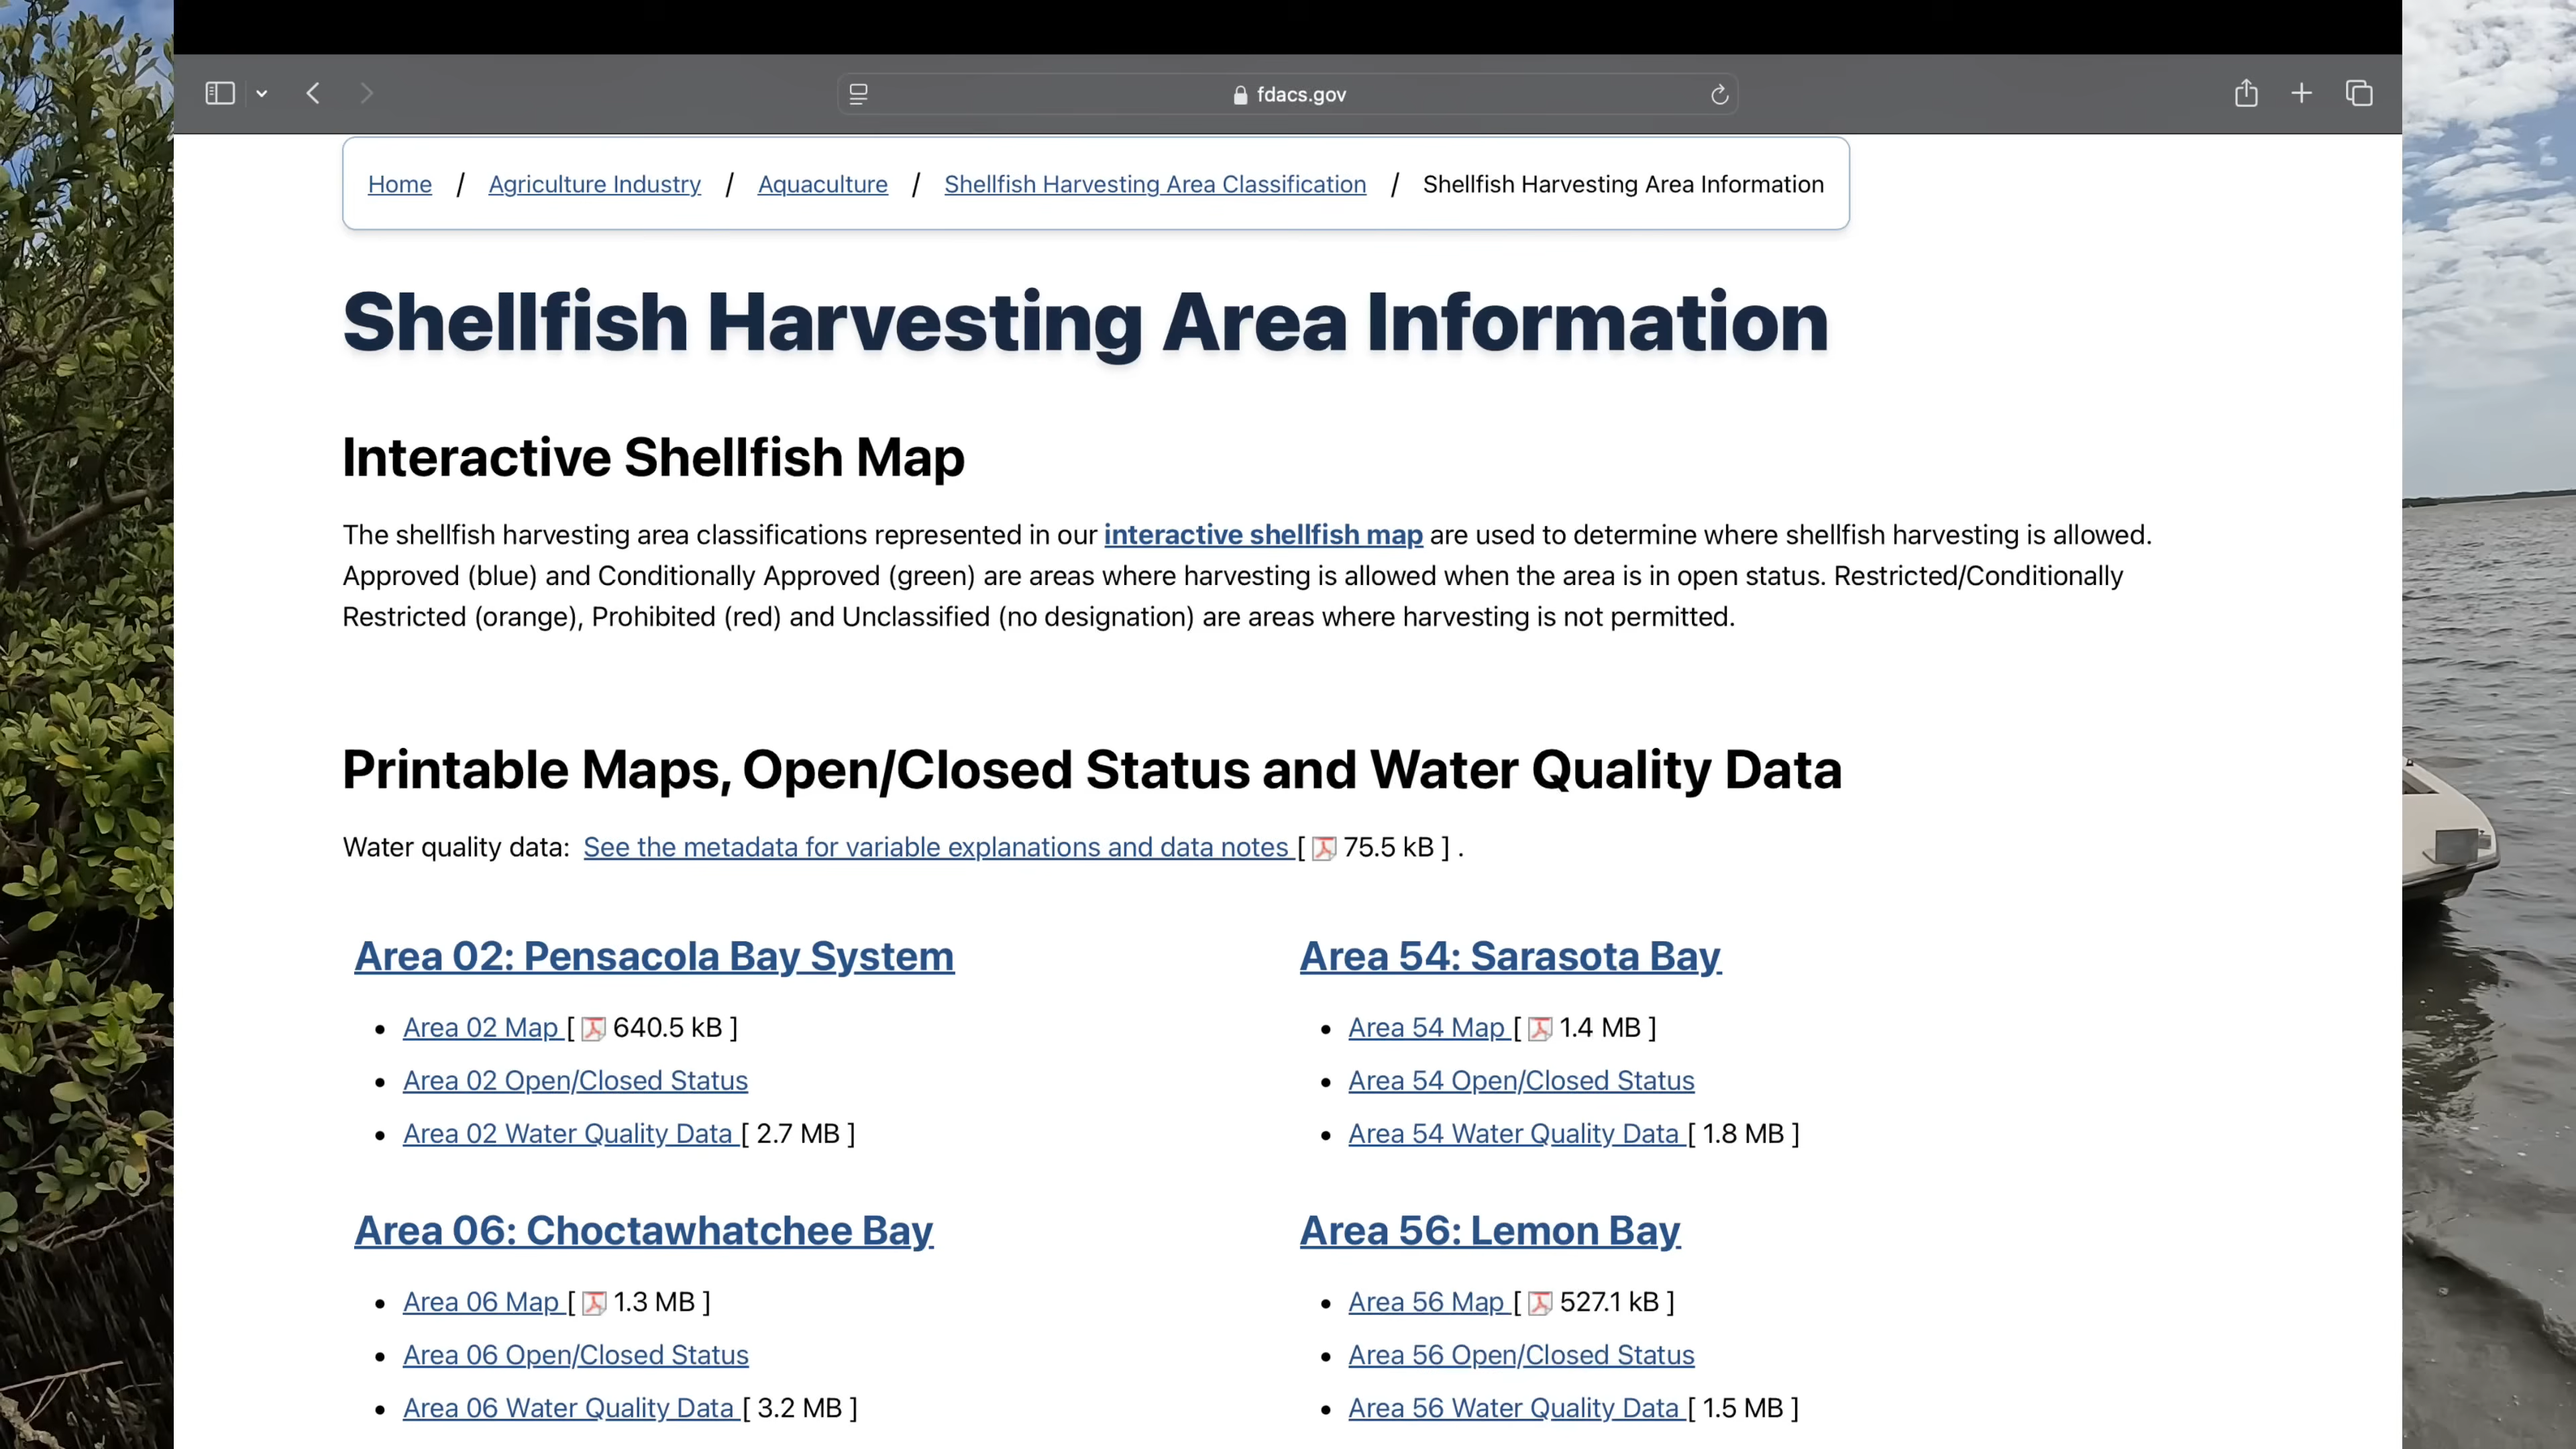 fdacs.gov
Home / Agriculture Industry / Aquaculture / Shellfish Harvesting Area Classification / Shellfish Harvesting Area Information
Shellfish Harvesting Area Information
Interactive Shellfish Map
The shellfish harvesting area classifications represented in our interactive shellfish map are used to determine where shellfish harvesting is allowed.
Approved (blue) and Conditionally Approved (green) are areas where harvesting is allowed when the area is in open status. Restricted/Conditionally
Restricted (orange), Prohibited (red) and Unclassified (no designation) are areas where harvesting is not permitted.
Printable Maps, Open/Closed Status and Water Quality Data
Water quality data: See the metadata for variable explanations and data notes [ 75.5 kB ] .
Area 02: Pensacola Bay System
• Area 02 Map [ 640.5 kB ]
• Area 02 Open/Closed Status
• Area 02 Water Quality Data [ 2.7 MB ]
Area 06: Choctawhatchee Bay
• Area 06 Map [ 1.3 MB ]
• Area 06 Open/Closed Status
• Area 06 Water Quality Data [ 3.2 MB ]
Area 54: Sarasota Bay
• Area 54 Map [ 1.4 MB ]
• Area 54 Open/Closed Status
• Area 54 Water Quality Data [ 1.8 MB ]
Area 56: Lemon Bay
• Area 56 Map [ 527.1 kB ]
• Area 56 Open/Closed Status
• Area 56 Water Quality Data [ 1.5 MB ]